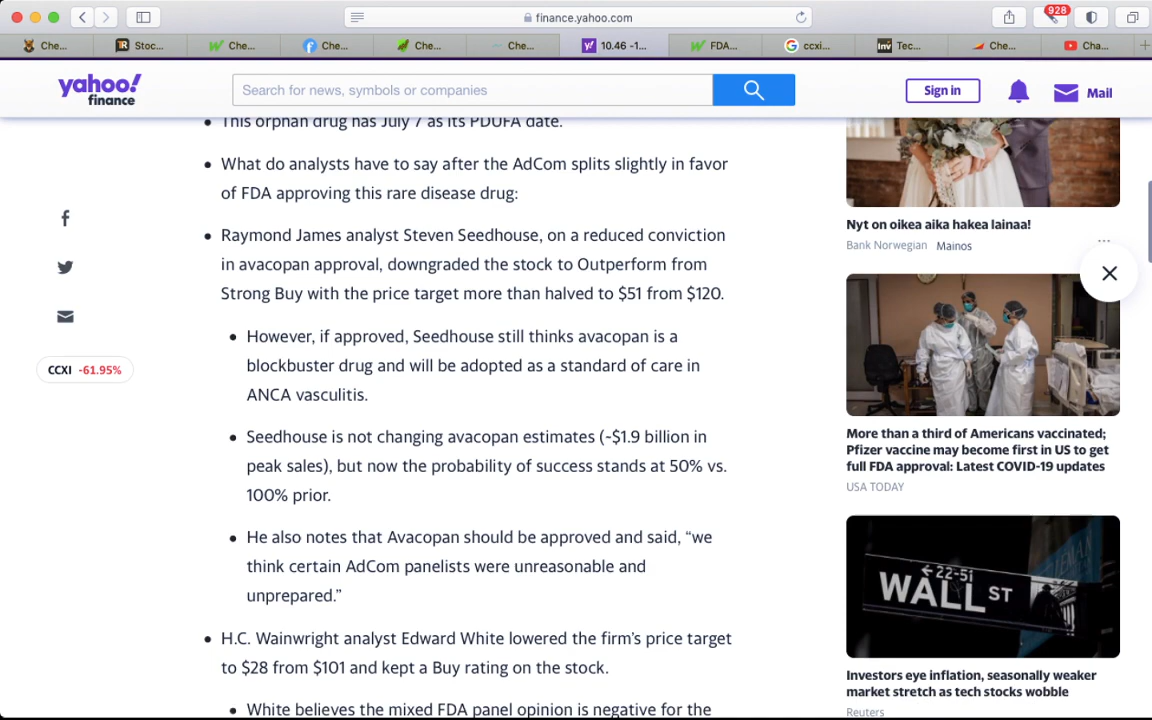 finance.yahoo.com
928
Che...
Stoc...
Che...
Che...
Che...
Che...
10.46 -1...
FDA...
ccxi...
Tec...
Che...
Cha...
yahoo!
finance
Search for news, symbols or companies
Sign in
Mail
This orphan drug has July 7 as its PDUFA date.
What do analysts have to say after the AdCom splits slightly in favor
of FDA approving this rare disease drug:
Raymond James analyst Steven Seedhouse, on a reduced conviction
in avacopan approval, downgraded the stock to Outperform from
Strong Buy with the price target more than halved to $51 from $120.
However, if approved, Seedhouse still thinks avacopan is a
blockbuster drug and will be adopted as a standard of care in
ANCA vasculitis.
Seedhouse is not changing avacopan estimates (~$1.9 billion in
peak sales), but now the probability of success stands at 50% vs.
100% prior.
He also notes that Avacopan should be approved and said, “we
think certain AdCom panelists were unreasonable and
unprepared.”
H.C. Wainwright analyst Edward White lowered the firm’s price target
to $28 from $101 and kept a Buy rating on the stock.
White believes the mixed FDA panel opinion is negative for the
CCXI -61.95%
Nyt on oikea aika hakea lainaa!
Bank Norwegian Mainos
More than a third of Americans vaccinated;
Pfizer vaccine may become first in US to get
full FDA approval: Latest COVID-19 updates
USA TODAY
22-51
WALL ST
Investors eye inflation, seasonally weaker
market stretch as tech stocks wobble
Reuters